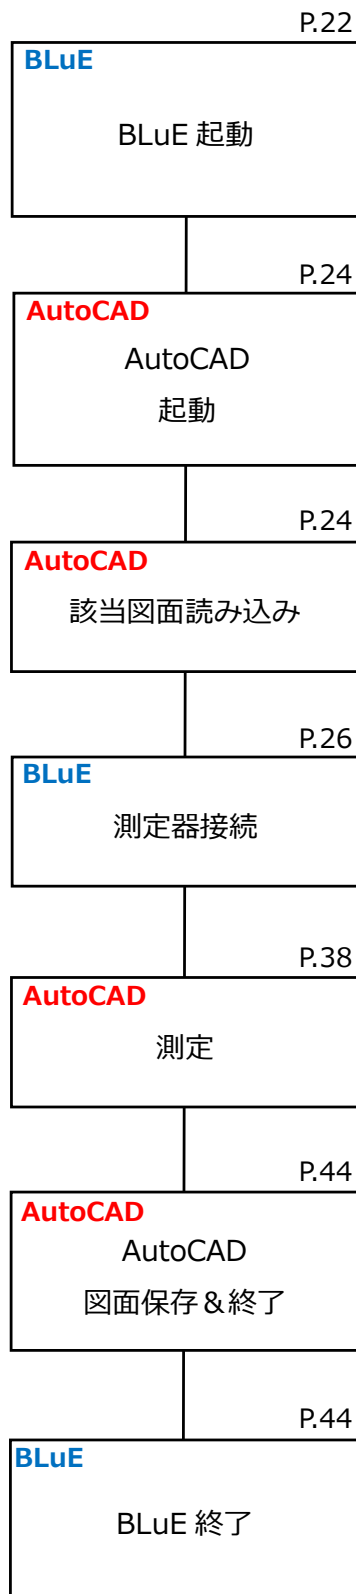 P.22
BLuE
BLuE 起動
P.24
AutoCAD
AutoCAD
起動
P.24
AutoCAD
該当図面読み込み
P.26
BLuE
測定器接続
P.38
AutoCAD
測定
P.44
AutoCAD
AutoCAD
図面保存＆終了
P.44
BLuE
BLuE 終了